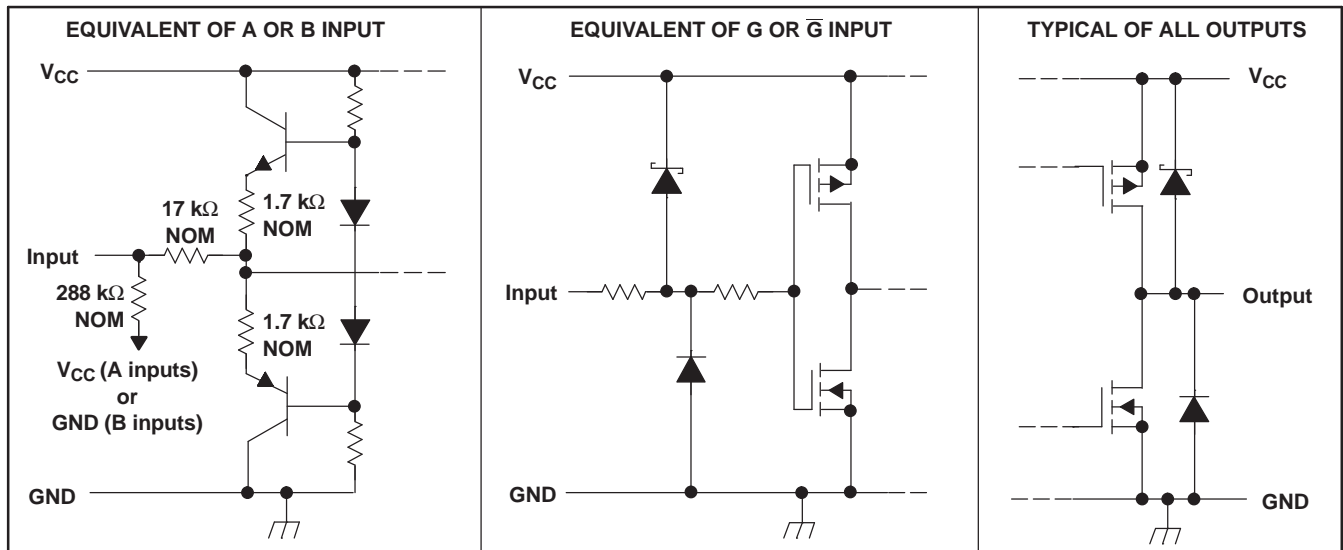 EQUIVALENT OF A OR B INPUT
VCC
17 kΩ
NOM
1.7 kΩ
NOM
Input
288 kΩ
NOM
1.7 kΩ
NOM
VCC (A inputs)
or
GND (B inputs)
GND
EQUIVALENT OF G OR G̅ INPUT
VCC
Input
GND
TYPICAL OF ALL OUTPUTS
VCC
Output
GND